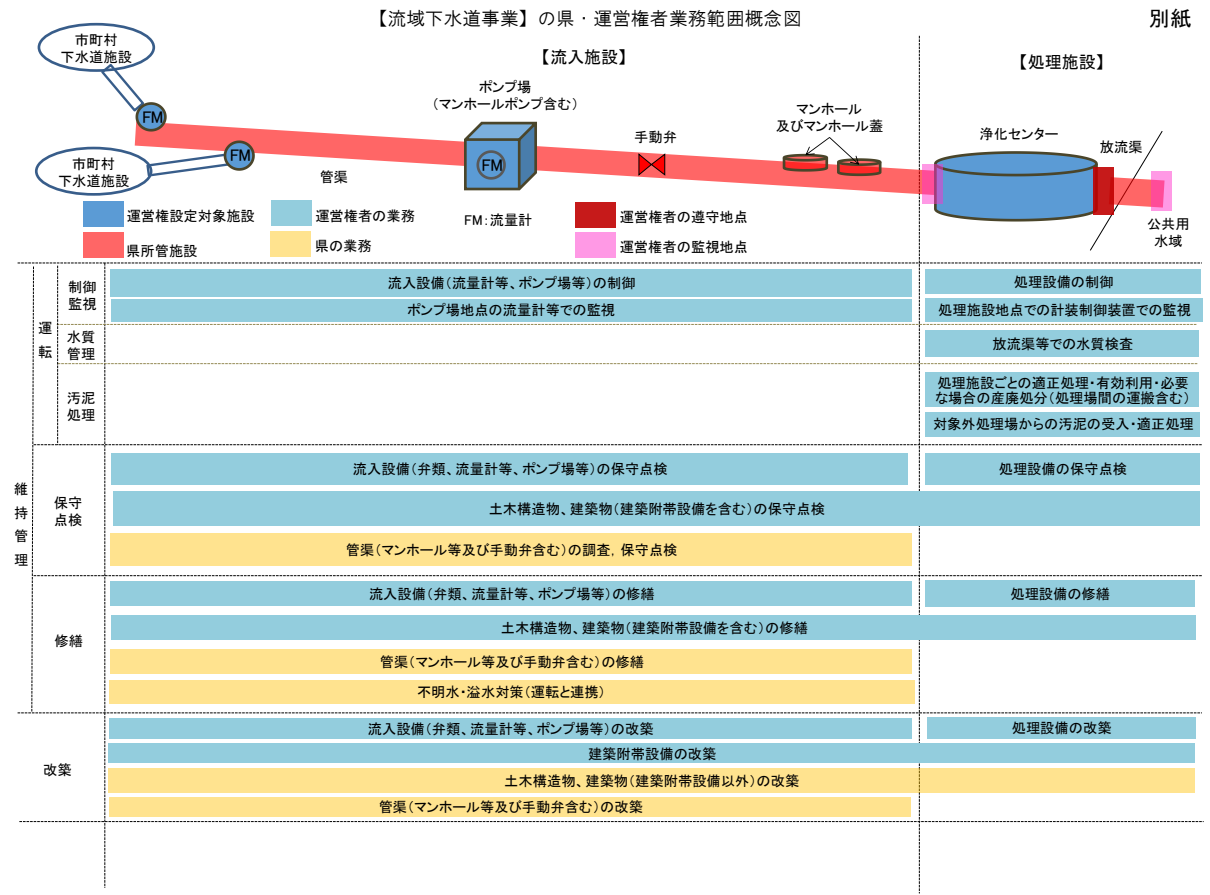 【流域下水道事業】の県・運営権者業務範囲概念図
別紙
市町村
下水道施設
【流入施設】
【処理施設】
ポンプ場
（マンホールポンプ含む）
マンホール
及びマンホール蓋
手動弁
浄化センター
放流渠
FM
FM
FM
市町村
下水道施設
管渠
公共用
水域
運営権設定対象施設
運営権者の業務
FM：流量計
運営権者の遵守地点
県所管施設
県の業務
運営権者の監視地点
維持管理
運転
制御
監視
流入設備（流量計等、ポンプ場等）の制御
処理設備の制御
ポンプ場地点の流量計等での監視
処理施設地点での計装制御装置での監視
水質
管理
放流渠等での水質検査
汚泥
処理
処理施設ごとの適正処理・有効利用・必要
な場合の産廃処分（処理場間の運搬含む）
対象外処理場からの汚泥の受入・適正処理
保守
点検
流入設備（弁類、流量計等、ポンプ場等）の保守点検
処理設備の保守点検
土木構造物、建築物（建築附帯設備を含む）の保守点検
管渠（マンホール等及び手動弁含む）の調査，保守点検
修繕
流入設備（弁類、流量計等、ポンプ場等）の修繕
処理設備の修繕
土木構造物、建築物（建築附帯設備を含む）の修繕
管渠（マンホール等及び手動弁含む）の修繕
不明水・溢水対策（運転と連携）
改築
流入設備（弁類、流量計等、ポンプ場等）の改築
処理設備の改築
建築附帯設備の改築
土木構造物、建築物（建築附帯設備以外）の改築
管渠（マンホール等及び手動弁含む）の改築